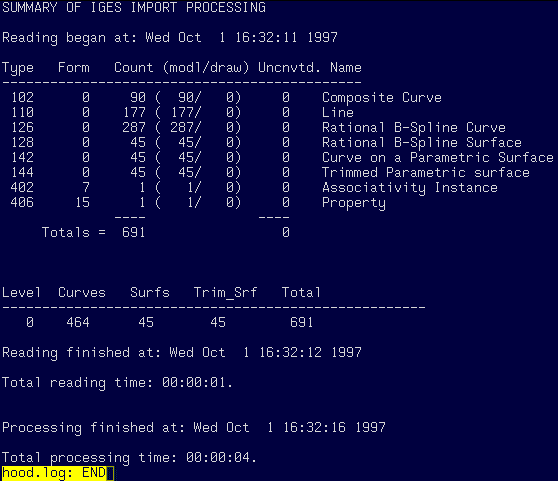 SUMMARY OF IGES IMPORT PROCESSING
Reading began at: Wed Oct  1 16:32:11 1997
Type  Form   Count (modl/draw) Uncnvtd. Name
------------------------------------------------
102     0     90 (  90/   0)     0    Composite Curve
110     0    177 ( 177/   0)     0    Line
126     0    287 ( 287/   0)     0    Rational B-Spline Curve
128     0     45 (  45/   0)     0    Rational B-Spline Surface
142     0     45 (  45/   0)     0    Curve on a Parametric Surface
144     0     45 (  45/   0)     0    Trimmed Parametric surface
402     7      1 (   1/   0)     0    Associativity Instance
406    15      1 (   1/   0)     0    Property
----              ----
Totals =  691                0
Level  Curves   Surfs   Trim_Srf   Total
--------------------------------------------------------
0    464      45       45       691
Reading finished at: Wed Oct  1 16:32:12 1997
Total reading time: 00:00:01.
Processing finished at: Wed Oct  1 16:32:16 1997
Total processing time: 00:00:04.
hood.log: END